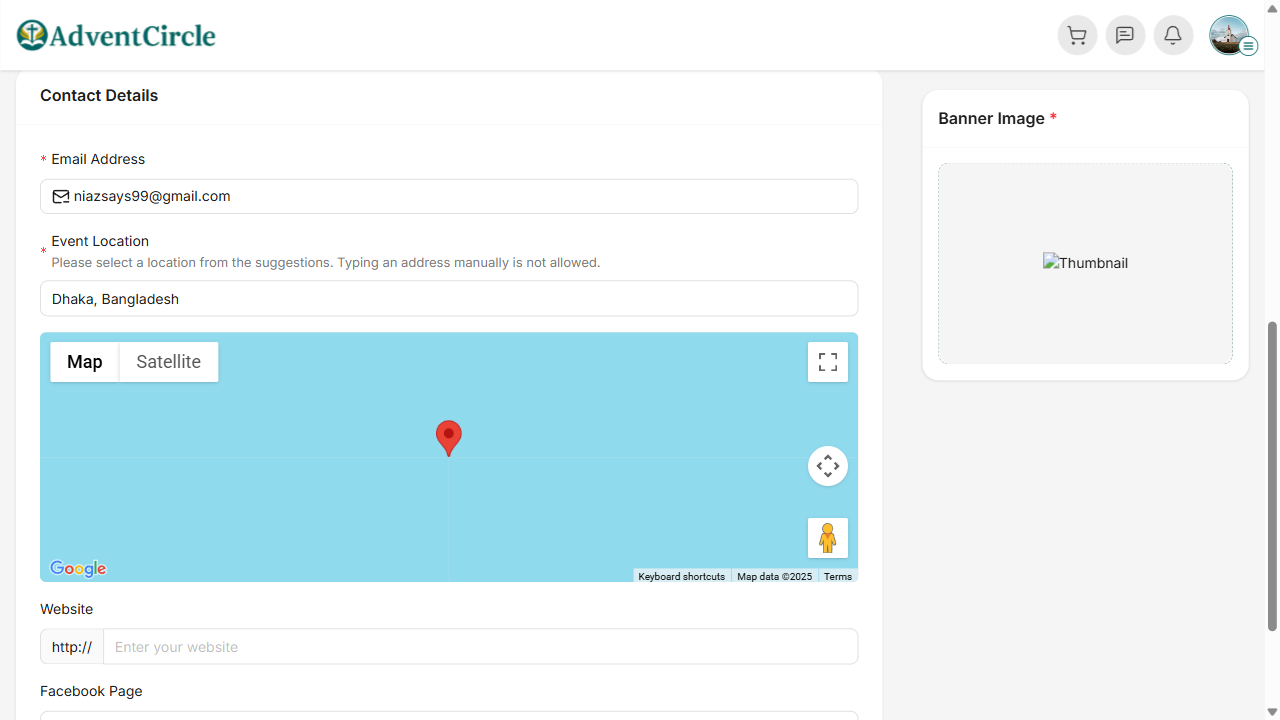 AdventCircle
Contact Details
* Email Address
niazsays99@gmail.com
* Event Location
Please select a location from the suggestions. Typing an address manually is not allowed.
Dhaka, Bangladesh
Map
Satellite
Google
Keyboard shortcuts
Map data ©2025
Terms
Website
http://
Enter your website
Facebook Page
Banner Image *
Thumbnail